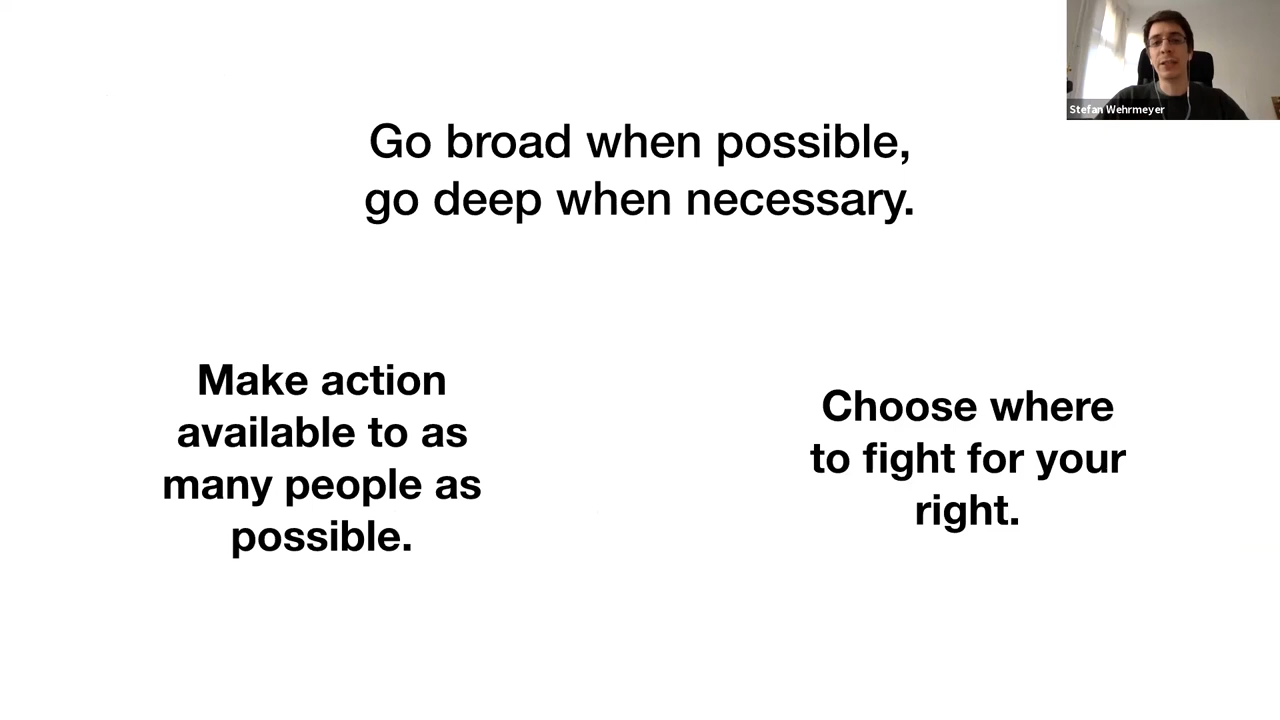 Stefan Wehrmeyer
Go broad when possible,
go deep when necessary.
Make action
available to as
many people as
possible.
Choose where
to fight for your
right.